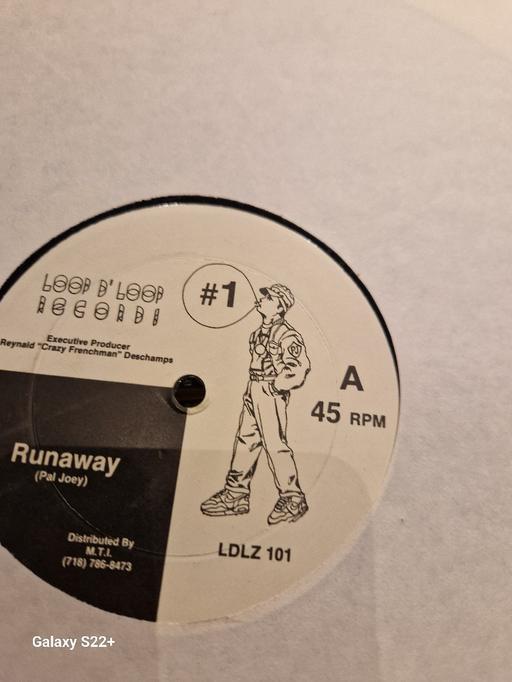 LOOP D' LOOP
RECORDS
#1
Executive Producer
Reynald "Crazy Frenchman" Deschamps
A
45 RPM
Runaway
(Pal Joey)
Distributed By
M.T.I.
(718) 786-8473
LDLZ 101
Galaxy S22+